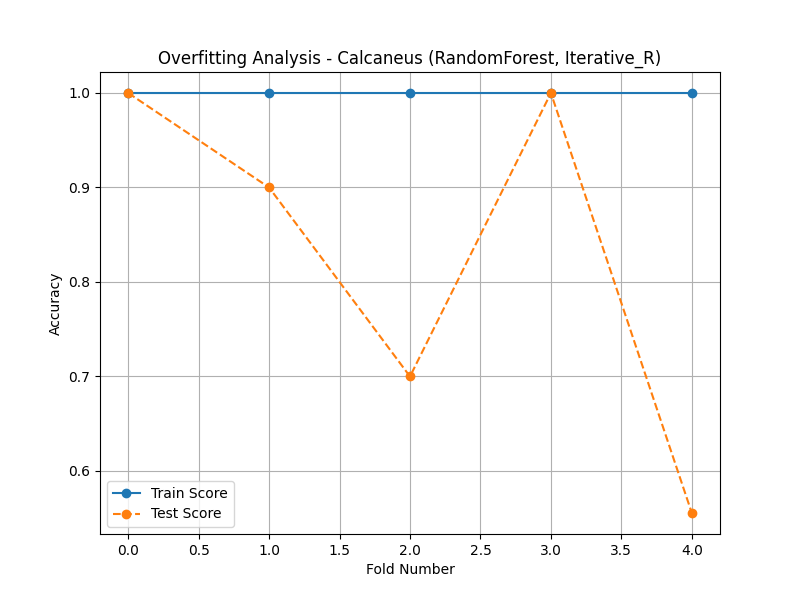 Overfitting Analysis - Calcaneus (RandomForest, Iterative_R)
1.0
0.9
0.8
0.7
0.6
Accuracy
Train Score
Test Score
0.0 0.5 1.0 1.5 2.0 2.5 3.0 3.5 4.0
Fold Number